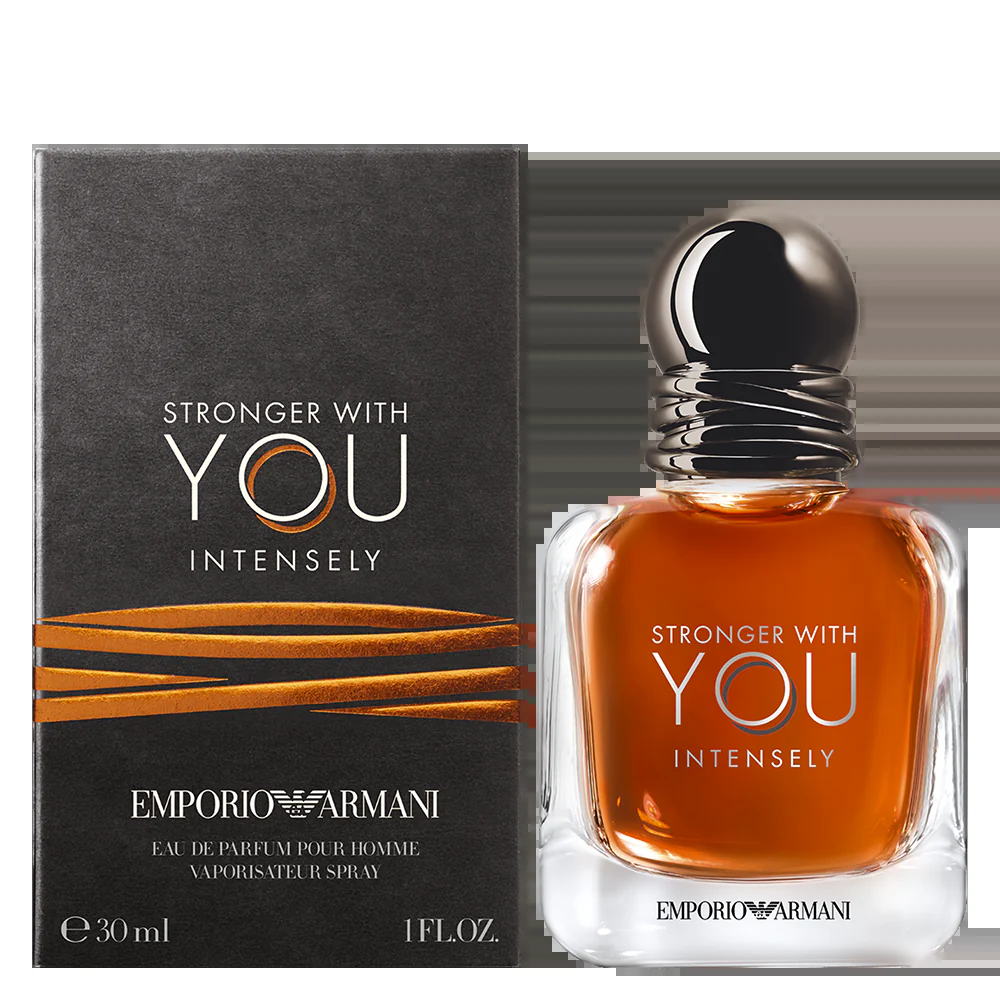 STRONGER WITH
YOU
INTENSELY
EMPORIO ARMANI
EAU DE PARFUM POUR HOMME
VAPORISATEUR SPRAY
℮ 30 ml 1 FL.OZ.
STRONGER WITH
YOU
INTENSELY
EMPORIO ARMANI